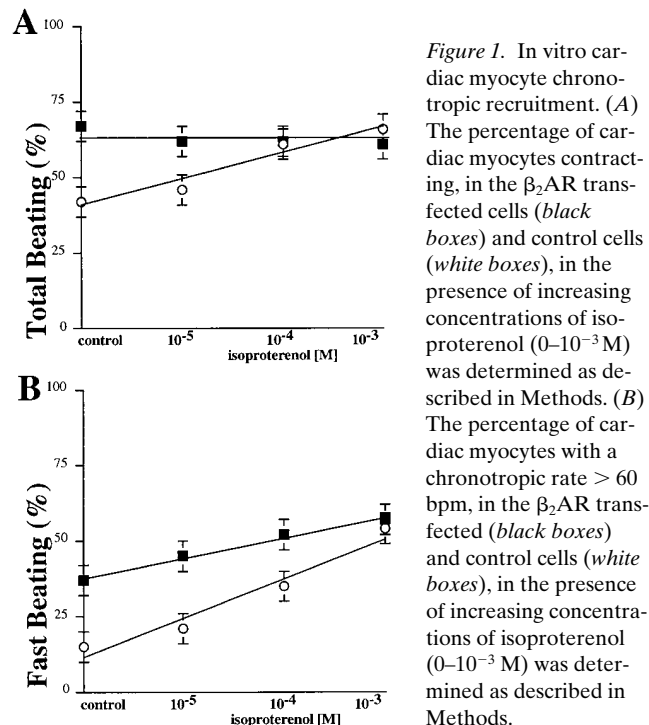 A
100
75
50
25
0
Total Beating (%)
control 10⁻⁵ 10⁻⁴ 10⁻³
isoproterenol [M]
B
100
75
50
25
0
Fast Beating (%)
control 10⁻⁵ 10⁻⁴ 10⁻³
isoproterenol [M]
Figure 1. In vitro car-
diac myocyte chrono-
tropic recruitment. (A)
The percentage of car-
diac myocytes contract-
ing, in the β₂AR trans-
fected cells (black
boxes) and control cells
(white boxes), in the
presence of increasing
concentrations of iso-
proterenol (0–10⁻³ M)
was determined as de-
scribed in Methods. (B)
The percentage of car-
diac myocytes with a
chronotropic rate > 60
bpm, in the β₂AR trans-
fected (black boxes)
and control cells (white
boxes), in the presence
of increasing concentra-
tions of isoproterenol
(0–10⁻³ M) was deter-
mined as described in
Methods.